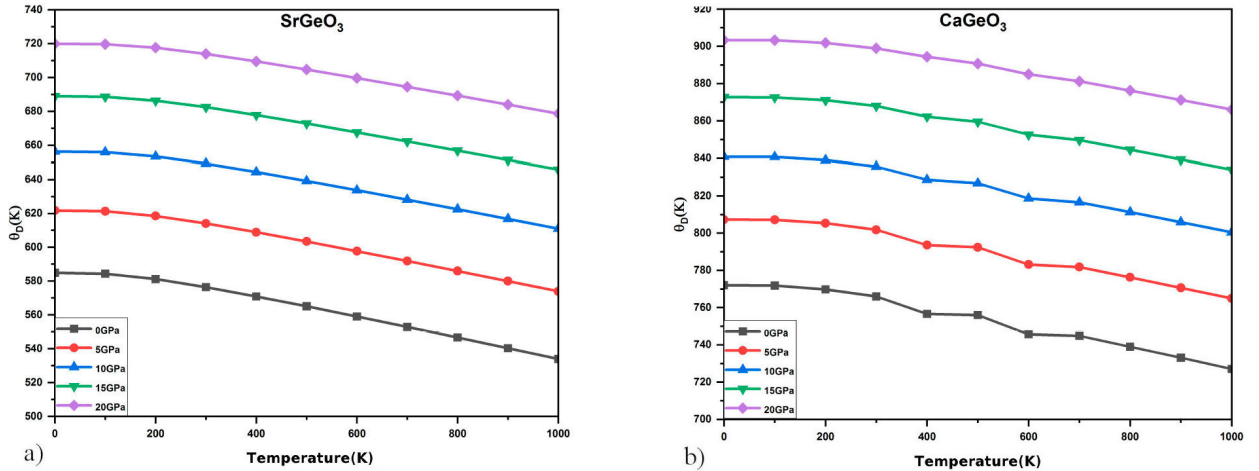 SrGeO3
740
720
700
680
660
640
620
600
580
560
540
520
500
θD(K)
0GPa
5GPa
10GPa
15GPa
20GPa
0
200
400
600
800
1000
Temperature(K)
a)
CaGeO3
920
900
880
860
840
820
800
780
760
740
720
700
θD(K)
0GPa
5GPa
10GPa
15GPa
20GPa
0
200
400
600
800
1000
Temperature(K)
b)